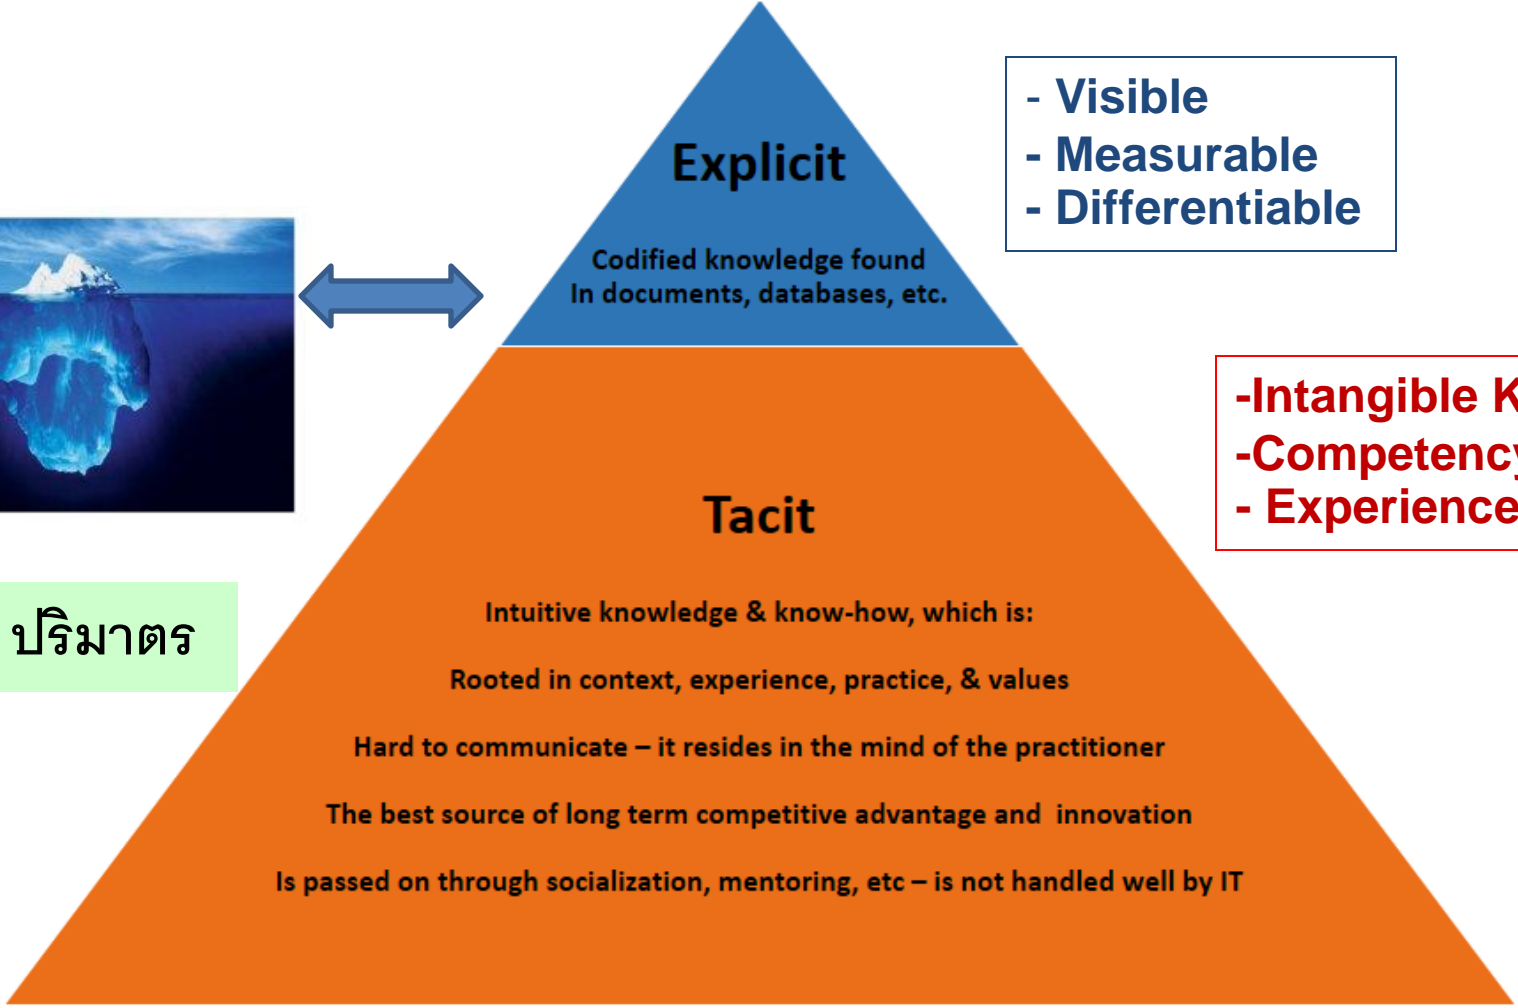 - Visible
- Measurable
- Differentiable
Explicit
Codified knowledge found
In documents, databases, etc.
-Intangible
-Competency
- Experience
Tacit
ปริมาตร
Intuitive knowledge & know-how, which is:
Rooted in context, experience, practice, & values
Hard to communicate – it resides in the mind of the practitioner
The best source of long term competitive advantage and innovation
Is passed on through socialization, mentoring, etc – is not handled well by IT